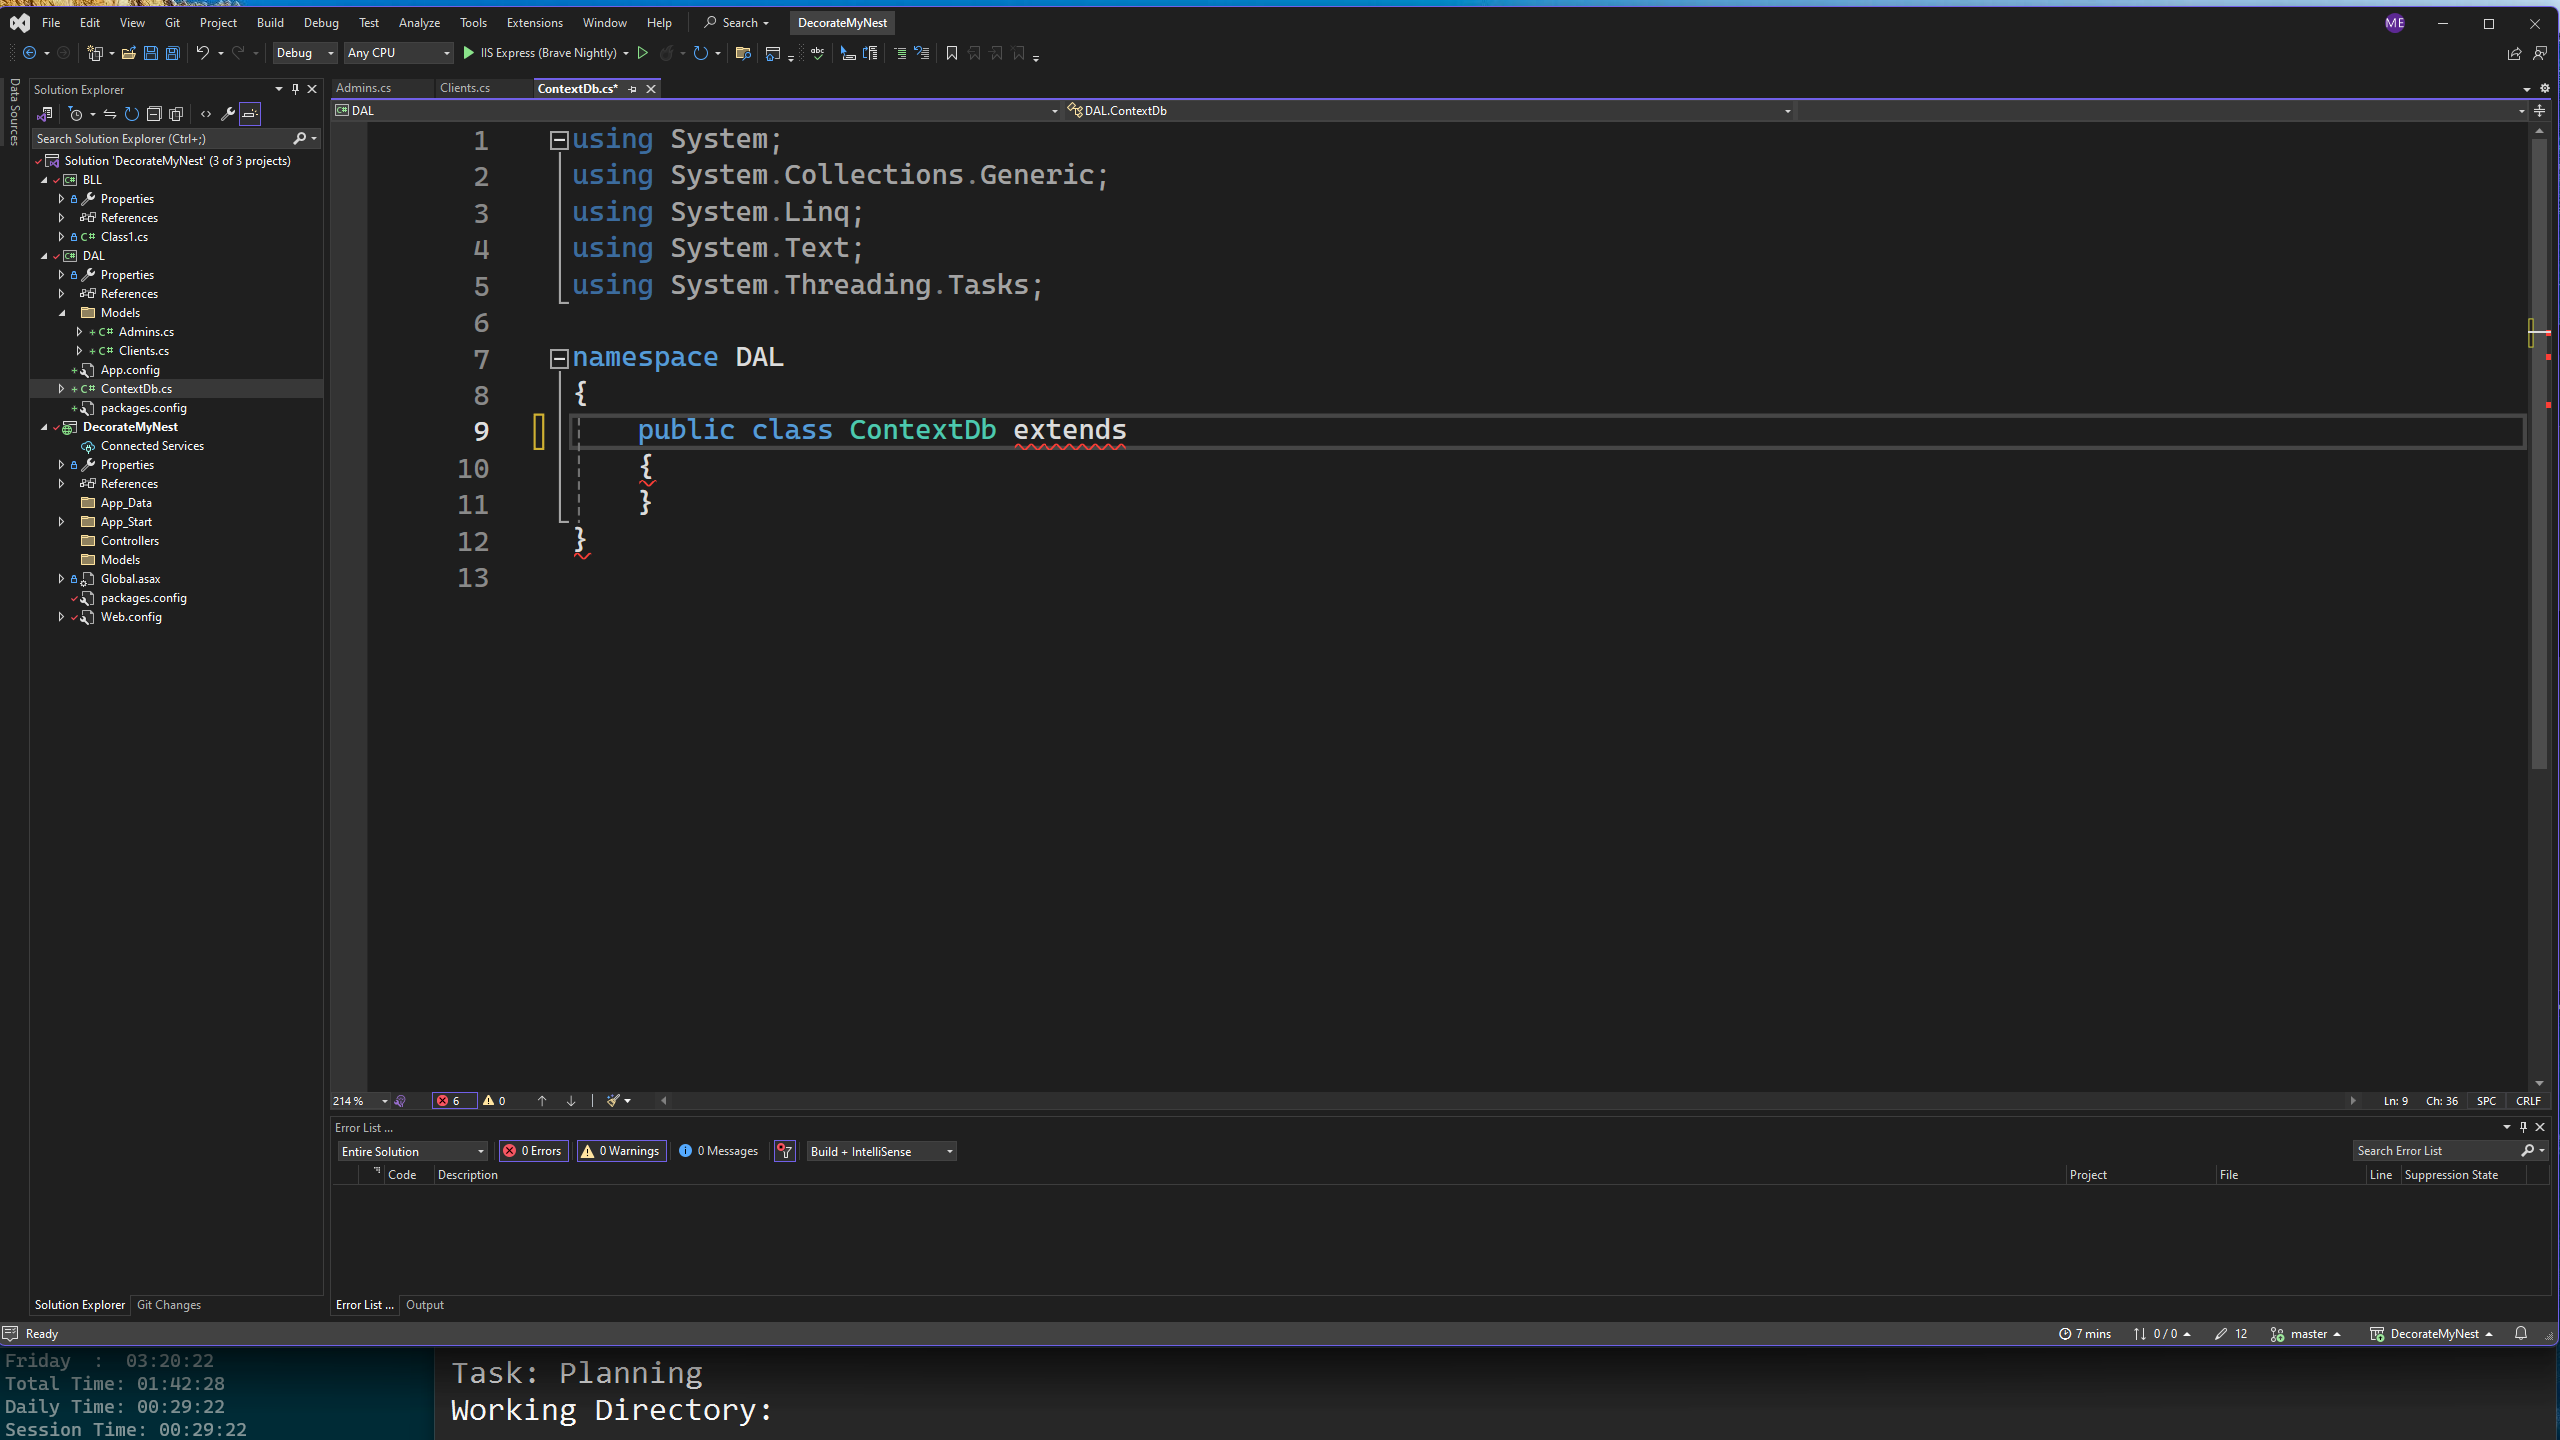 File Edit View Git Project Build Debug Test Analyze Tools Extensions Window Help Search DecorateMyNest ME
Debug Any CPU IIS Express (Brave Nightly)
Data Sources
Solution Explorer
Search Solution Explorer (Ctrl+;)
Solution 'DecorateMyNest' (3 of 3 projects)
BLL
Properties
References
C# Class1.cs
DAL
Properties
References
Models
C# Admins.cs
C# Clients.cs
App.config
C# ContextDb.cs
packages.config
DecorateMyNest
Connected Services
Properties
References
App_Data
App_Start
Controllers
Models
Global.asax
packages.config
Web.config
Solution Explorer Git Changes
Admins.cs Clients.cs ContextDb.cs*
DAL DAL.ContextDb
1 using System;
2 using System.Collections.Generic;
3 using System.Linq;
4 using System.Text;
5 using System.Threading.Tasks;
6
7 namespace DAL
8 {
9 public class ContextDb extends
10 {
11 }
12 }
13
214 % 6 0 Ln: 9 Ch: 36 SPC CRLF
Error List ...
Entire Solution 0 Errors 0 Warnings 0 Messages Build + IntelliSense Search Error List
Code Description Project File Line Suppression State
Error List ... Output
Ready 7 mins 0 / 0 12 master DecorateMyNest
Friday : 03:20:22
Total Time: 01:42:28
Daily Time: 00:29:22
Session Time: 00:29:22
Task: Planning
Working Directory: